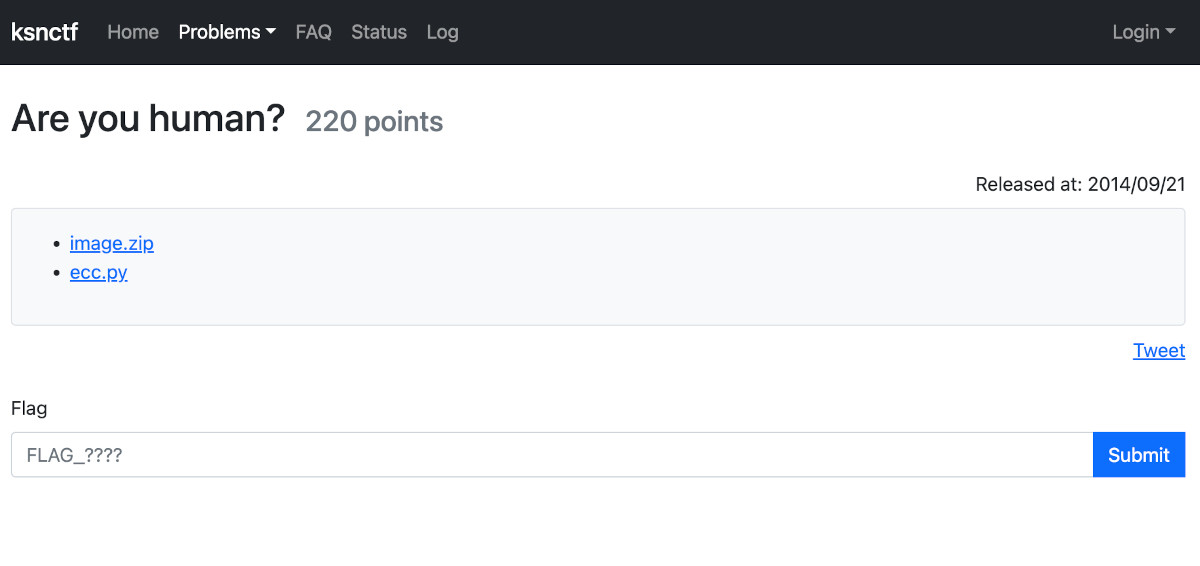 ksnctf Home Problems FAQ Status Log Login
Are you human? 220 points
Released at: 2014/09/21
image.zip
ecc.py
Tweet
Flag
FLAG_???? Submit